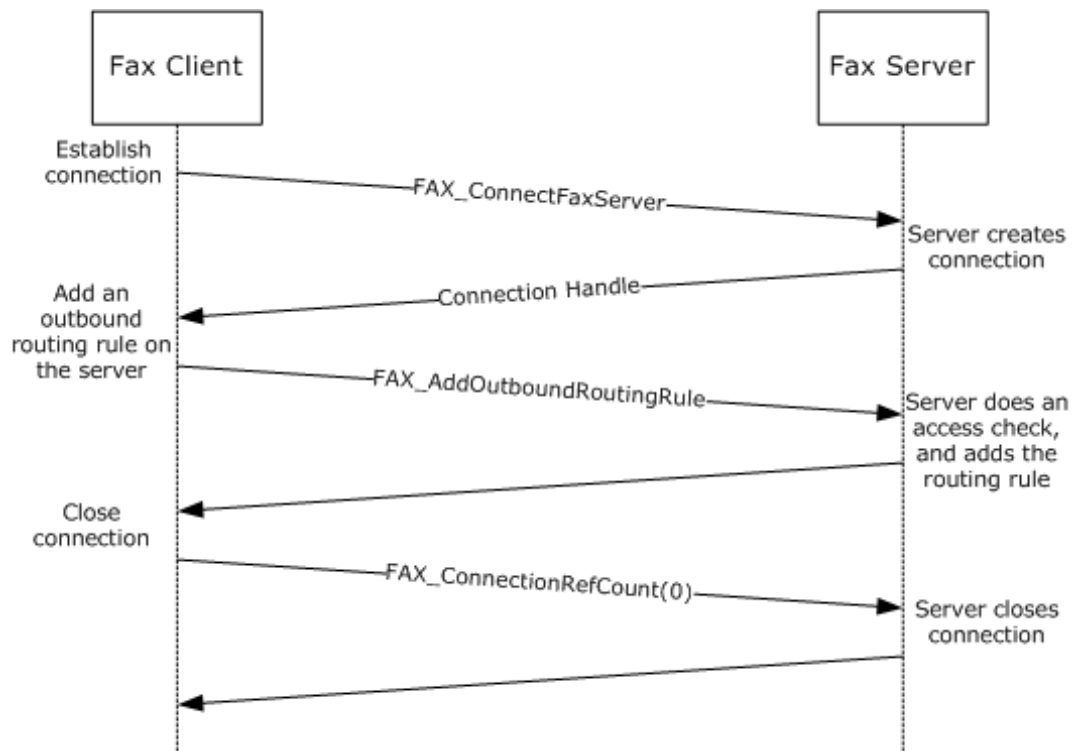 Fax Client
Fax Server
Establish
connection
FAX_ConnectFaxServer
Server creates
connection
Connection Handle
Add an
outbound
routing rule on
the server
FAX_AddOutboundRoutingRule
Server does an
access check,
and adds the
routing rule
Close
connection
FAX_ConnectionRefCount(0)
Server closes
connection